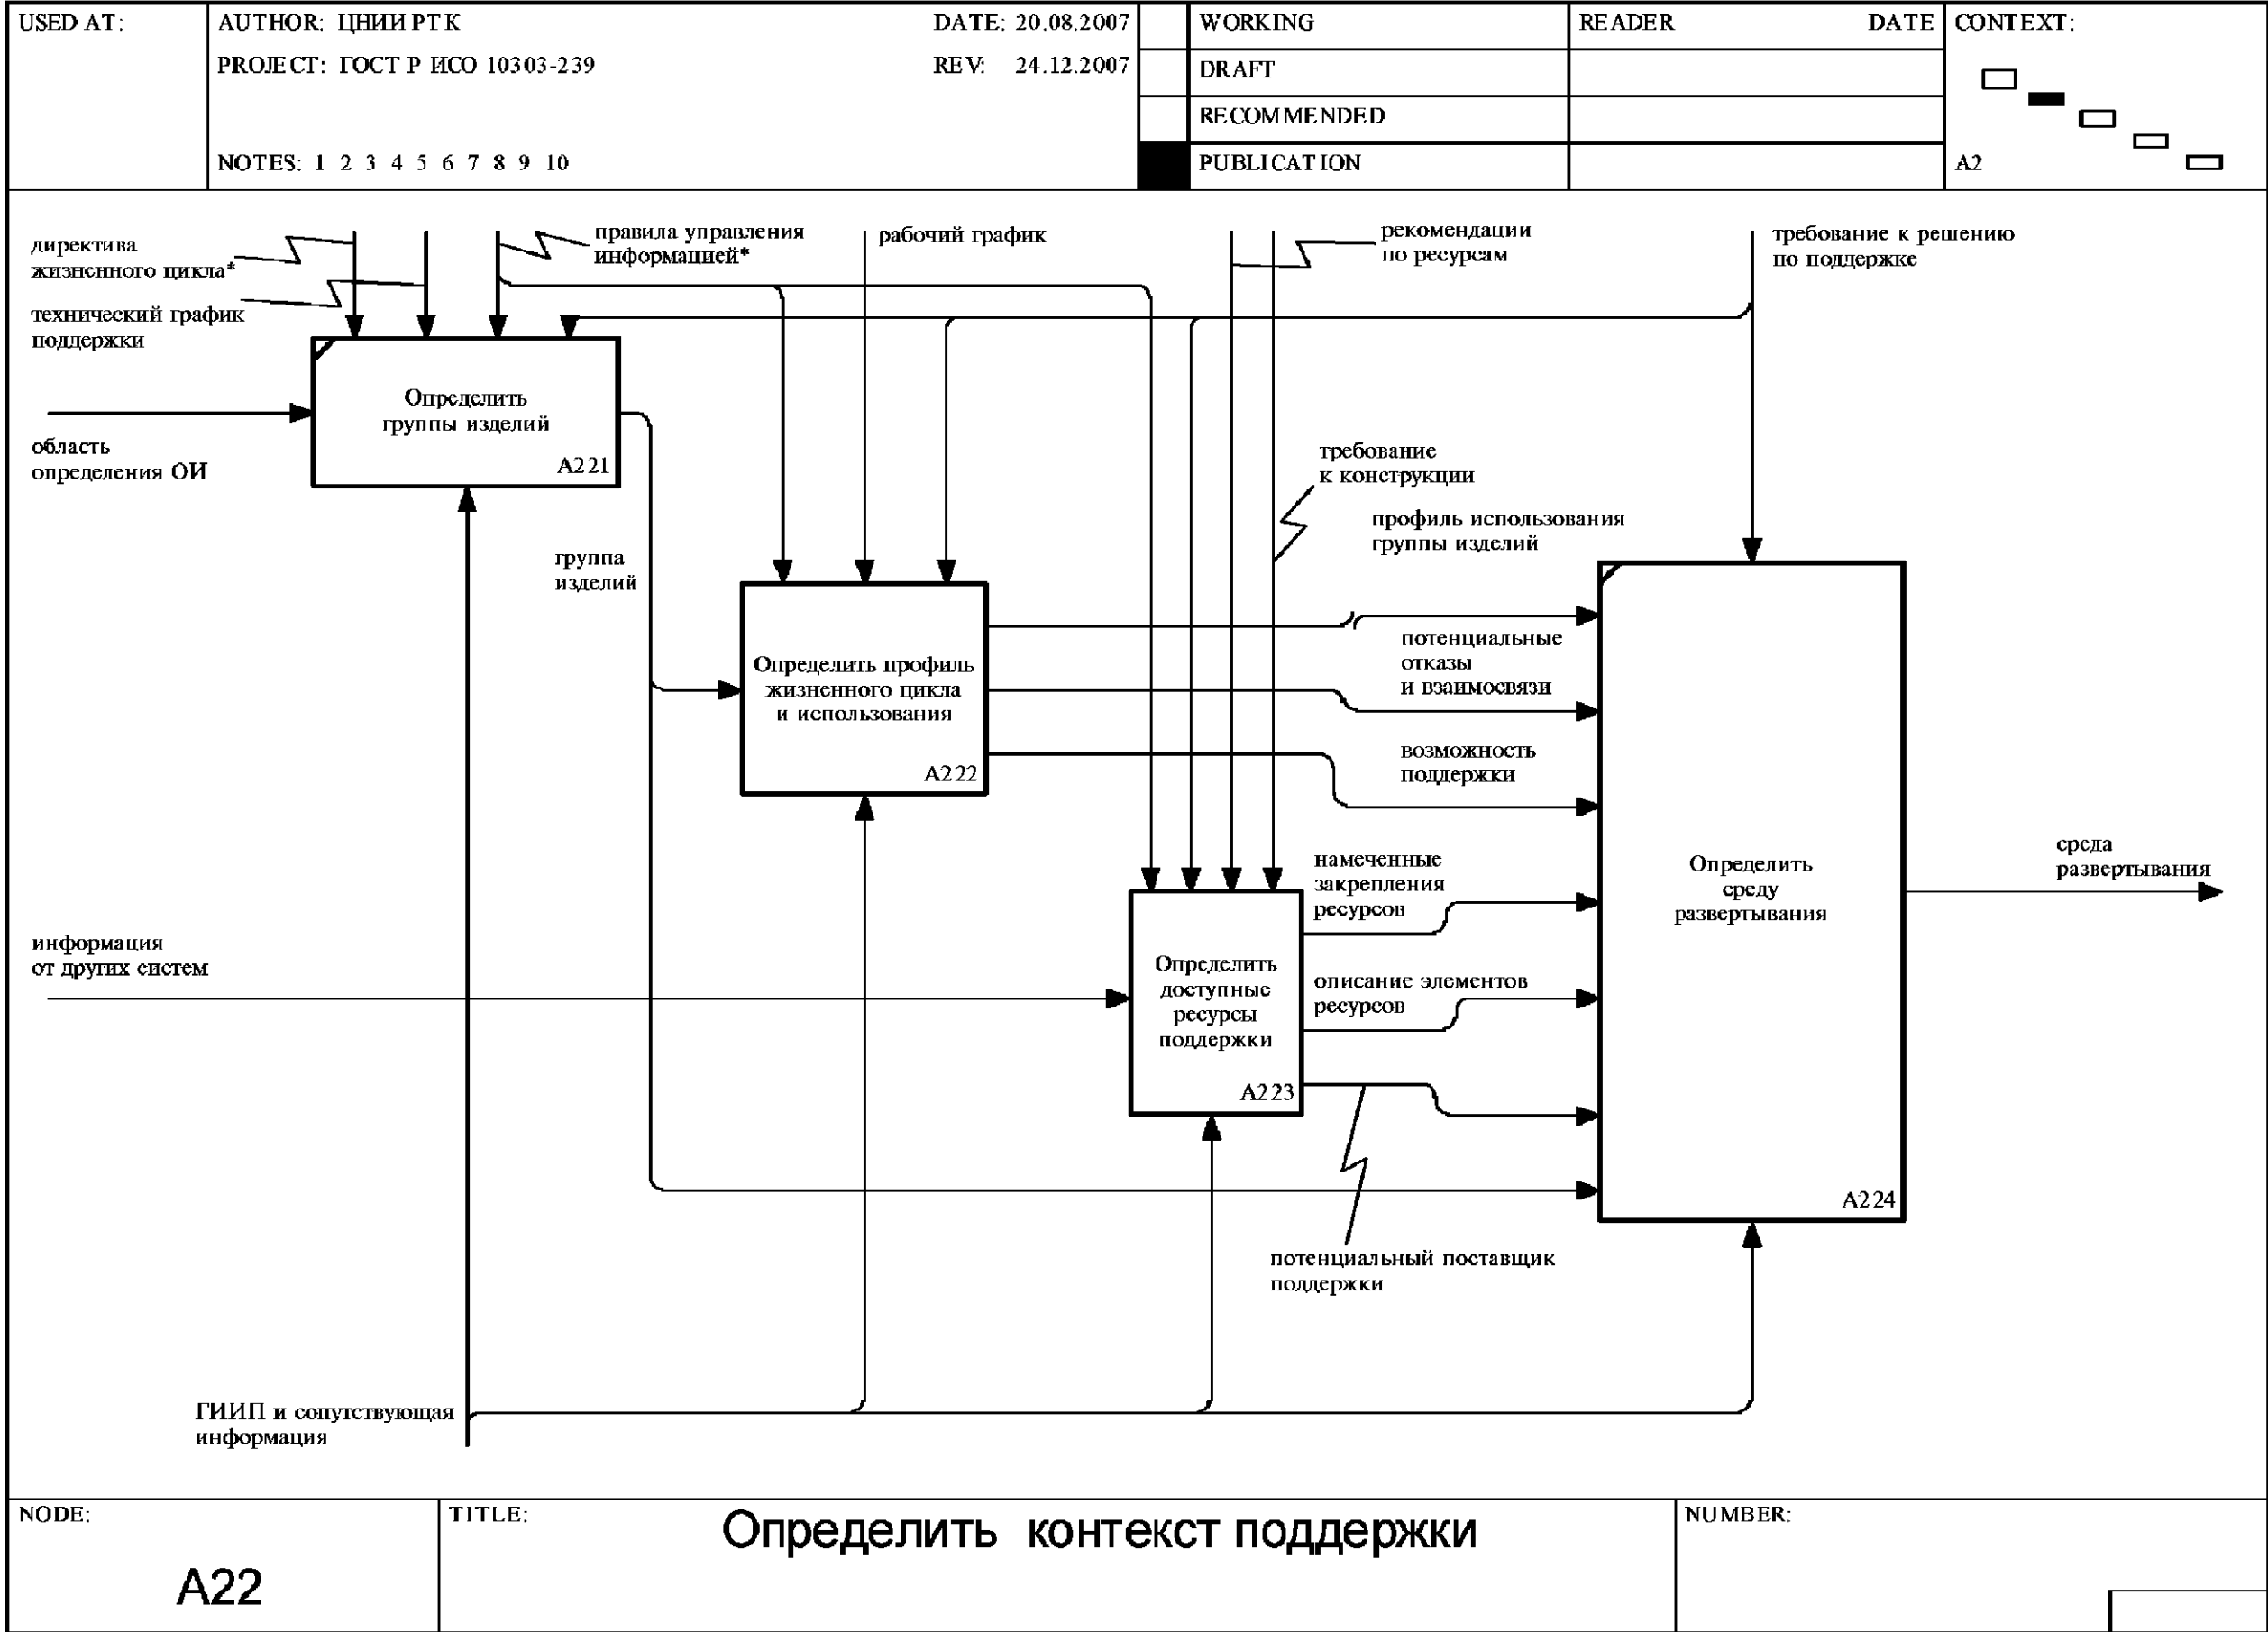 USED AT:
AUTHOR: ЦНИИ РТК
DATE: 20.08.2007
PROJECT: ГОСТ Р ИСО 10303-239
REV: 24.12.2007
NOTES: 1 2 3 4 5 6 7 8 9 10
WORKING
DRAFT
RECOMMENDED
PUBLICATION
READER DATE
CONTEXT:
A2
директива
жизненного цикла*
технический график
поддержки
правила управления
информацией*
рабочий график
рекомендации
по ресурсам
требование к решению
по поддержке
область
определения ОИ
Определить
группы изделий
A221
группа
изделий
требование
к конструкции
профиль использования
группы изделий
Определить профиль
жизненного цикла
и использования
A222
потенциальные
отказы
и взаимосвязи
возможность
поддержки
намеченные
закрепления
ресурсов
описание элементов
ресурсов
Определить
доступные
ресурсы
поддержки
A223
Определить
среду
развертывания
A224
среда
развертывания
информация
от других систем
потенциальный поставщик
поддержки
ГИИП и сопутствующая
информация
NODE:
A22
TITLE:
Определить контекст поддержки
NUMBER: